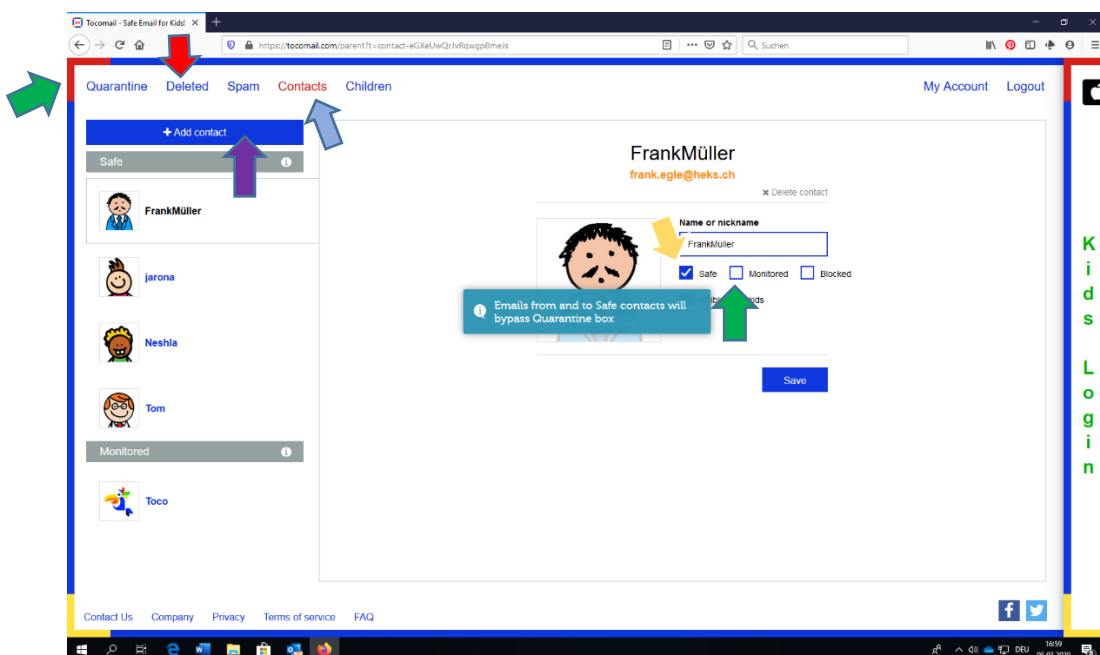 Tocomail - Safe Email for Kids!
https://tocomail.com/parent?t=contact-eGXeUwQrJvRqwgp8meJs
Suchen
Quarantine Deleted Spam Contacts Children My Account Logout
+ Add contact
Safe
FrankMüller
jarona
Neshla
Tom
Monitored
Toco
FrankMüller
frank.egle@heks.ch
Delete contact
Name or nickname
FrankMüller
Safe Monitored Blocked
kids
Emails from and to Safe contacts will
bypass Quarantine box
Save
Kids Login
Contact Us Company Privacy Terms of service FAQ
DEU
16:59